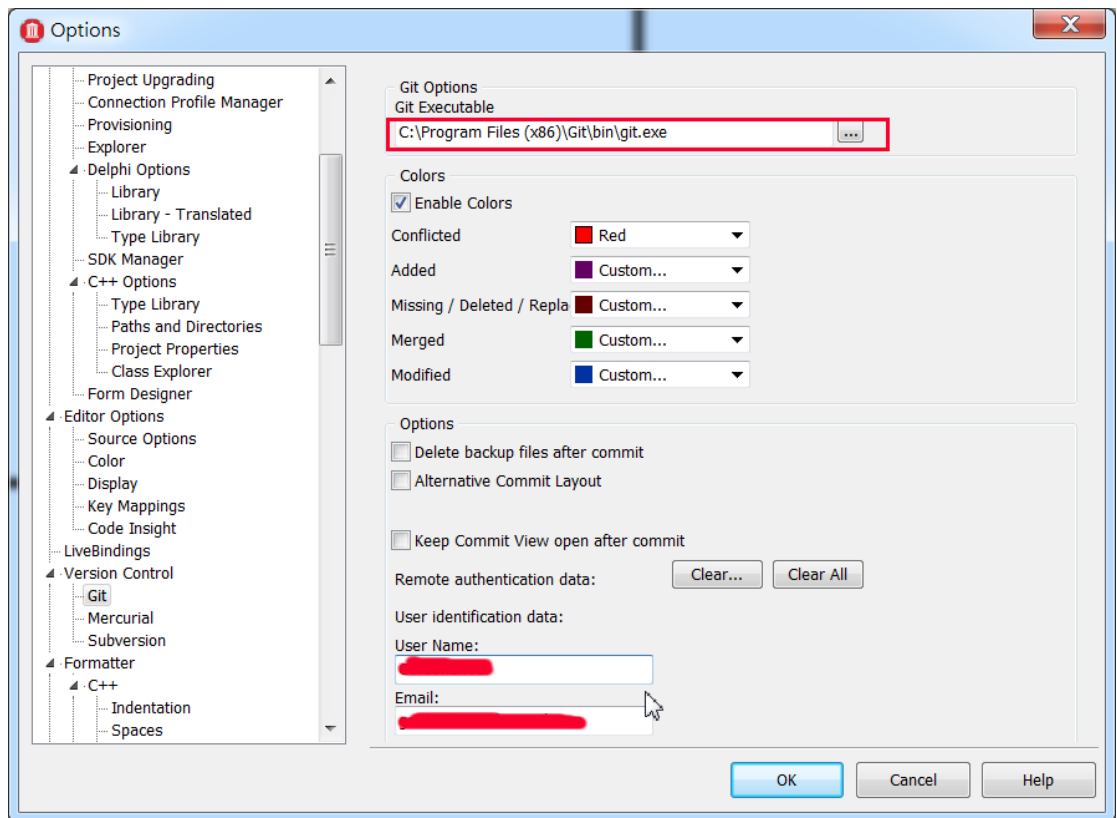 Options
Project Upgrading
Connection Profile Manager
Provisioning
Explorer
Delphi Options
Library
Library - Translated
Type Library
SDK Manager
C++ Options
Type Library
Paths and Directories
Project Properties
Class Explorer
Form Designer
Editor Options
Source Options
Color
Display
Key Mappings
Code Insight
LiveBindings
Version Control
Git
Mercurial
Subversion
Formatter
C++
Indentation
Spaces
Git Options
Git Executable
C:\Program Files (x86)\Git\bin\git.exe
...
Colors
Enable Colors
Conflicted Red
Added Custom...
Missing / Deleted / Repla Custom...
Merged Custom...
Modified Custom...
Options
Delete backup files after commit
Alternative Commit Layout
Keep Commit View open after commit
Remote authentication data: Clear... Clear All
User identification data:
User Name:
Email:
OK Cancel Help